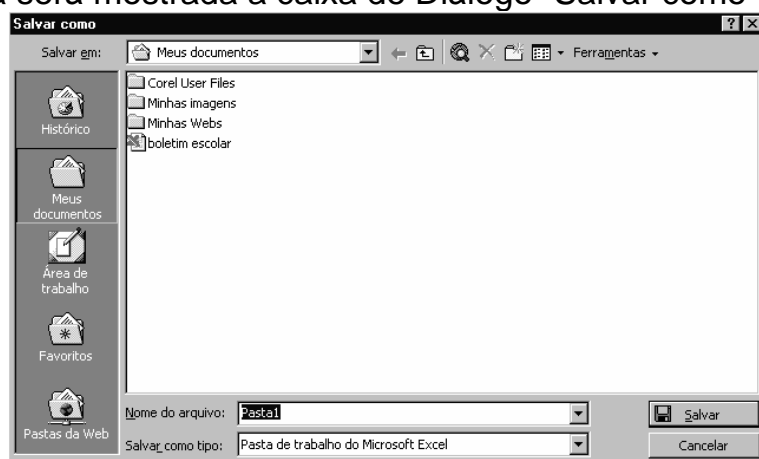 será mostrada a caixa de Diálogo "Salvar como"
Salvar como
Salvar em:
Meus documentos
Ferramentas
Histórico
Meus documentos
Área de trabalho
Favoritos
Pastas da Web
Corel User Files
Minhas imagens
Minhas Webs
boletim escolar
Nome do arquivo:
Pasta1
Salvar
Salvar como tipo:
Pasta de trabalho do Microsoft Excel
Cancelar